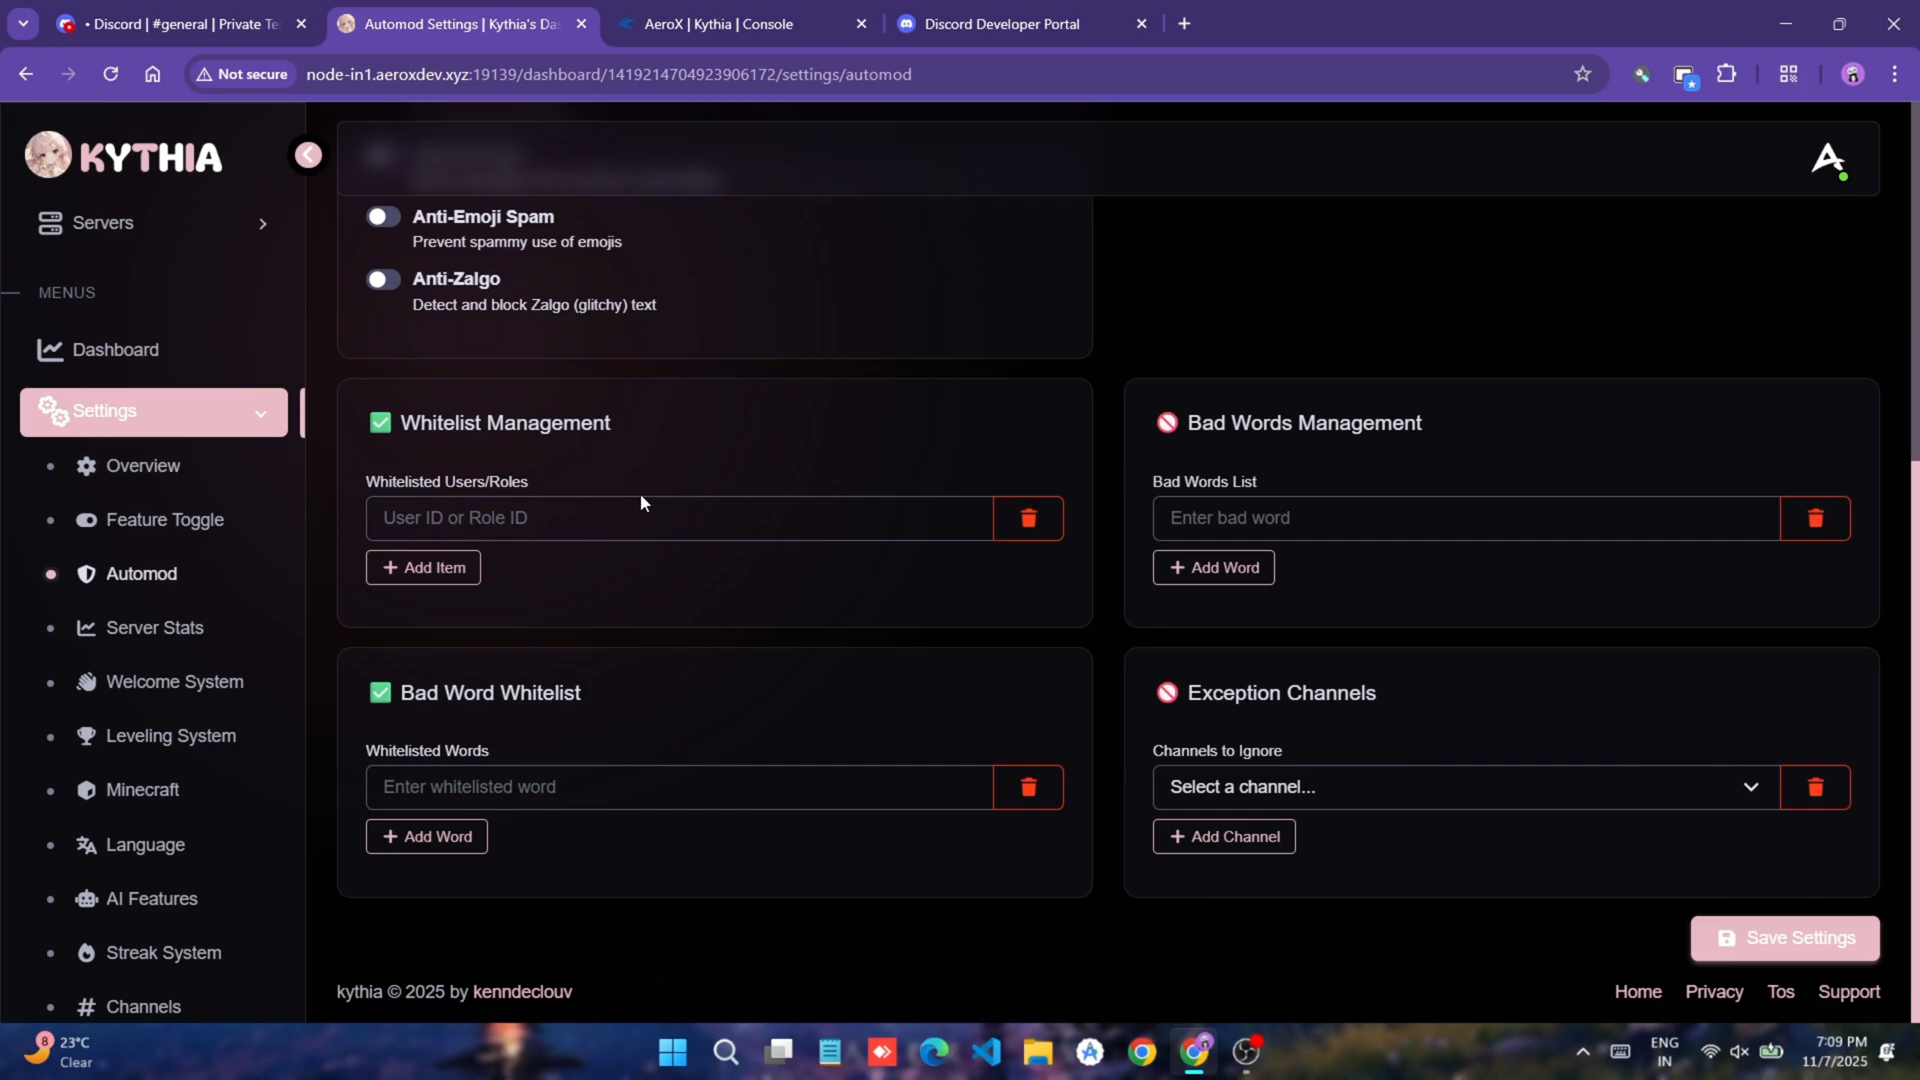 • Discord | #general | Private Te
Automod Settings | Kythia's Da
AeroX | Kythia | Console
Discord Developer Portal
Not secure
node-in1.aeroxdev.xyz:19139/dashboard/1419214704923906172/settings/automod
KYTHIA
Servers
MENUS
Dashboard
Settings
Overview
Feature Toggle
Automod
Server Stats
Welcome System
Leveling System
Minecraft
Language
AI Features
Streak System
Channels
Anti-Emoji Spam
Prevent spammy use of emojis
Anti-Zalgo
Detect and block Zalgo (glitchy) text
Whitelist Management
Whitelisted Users/Roles
User ID or Role ID
+ Add Item
Bad Words Management
Bad Words List
Enter bad word
+ Add Word
Bad Word Whitelist
Whitelisted Words
Enter whitelisted word
+ Add Word
Exception Channels
Channels to Ignore
Select a channel...
+ Add Channel
Save Settings
kythia © 2025 by kenndeclouv
Home Privacy Tos Support
8
23°C
Clear
ENG
IN
7:09 PM
11/7/2025